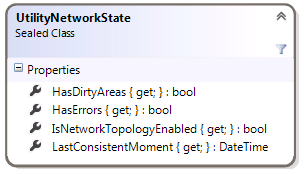 UtilityNetworkState
Sealed Class
Properties
HasDirtyAreas { get; } : bool
HasErrors { get; } : bool
IsNetworkTopologyEnabled { get; } : bool
LastConsistentMoment { get; } : DateTime